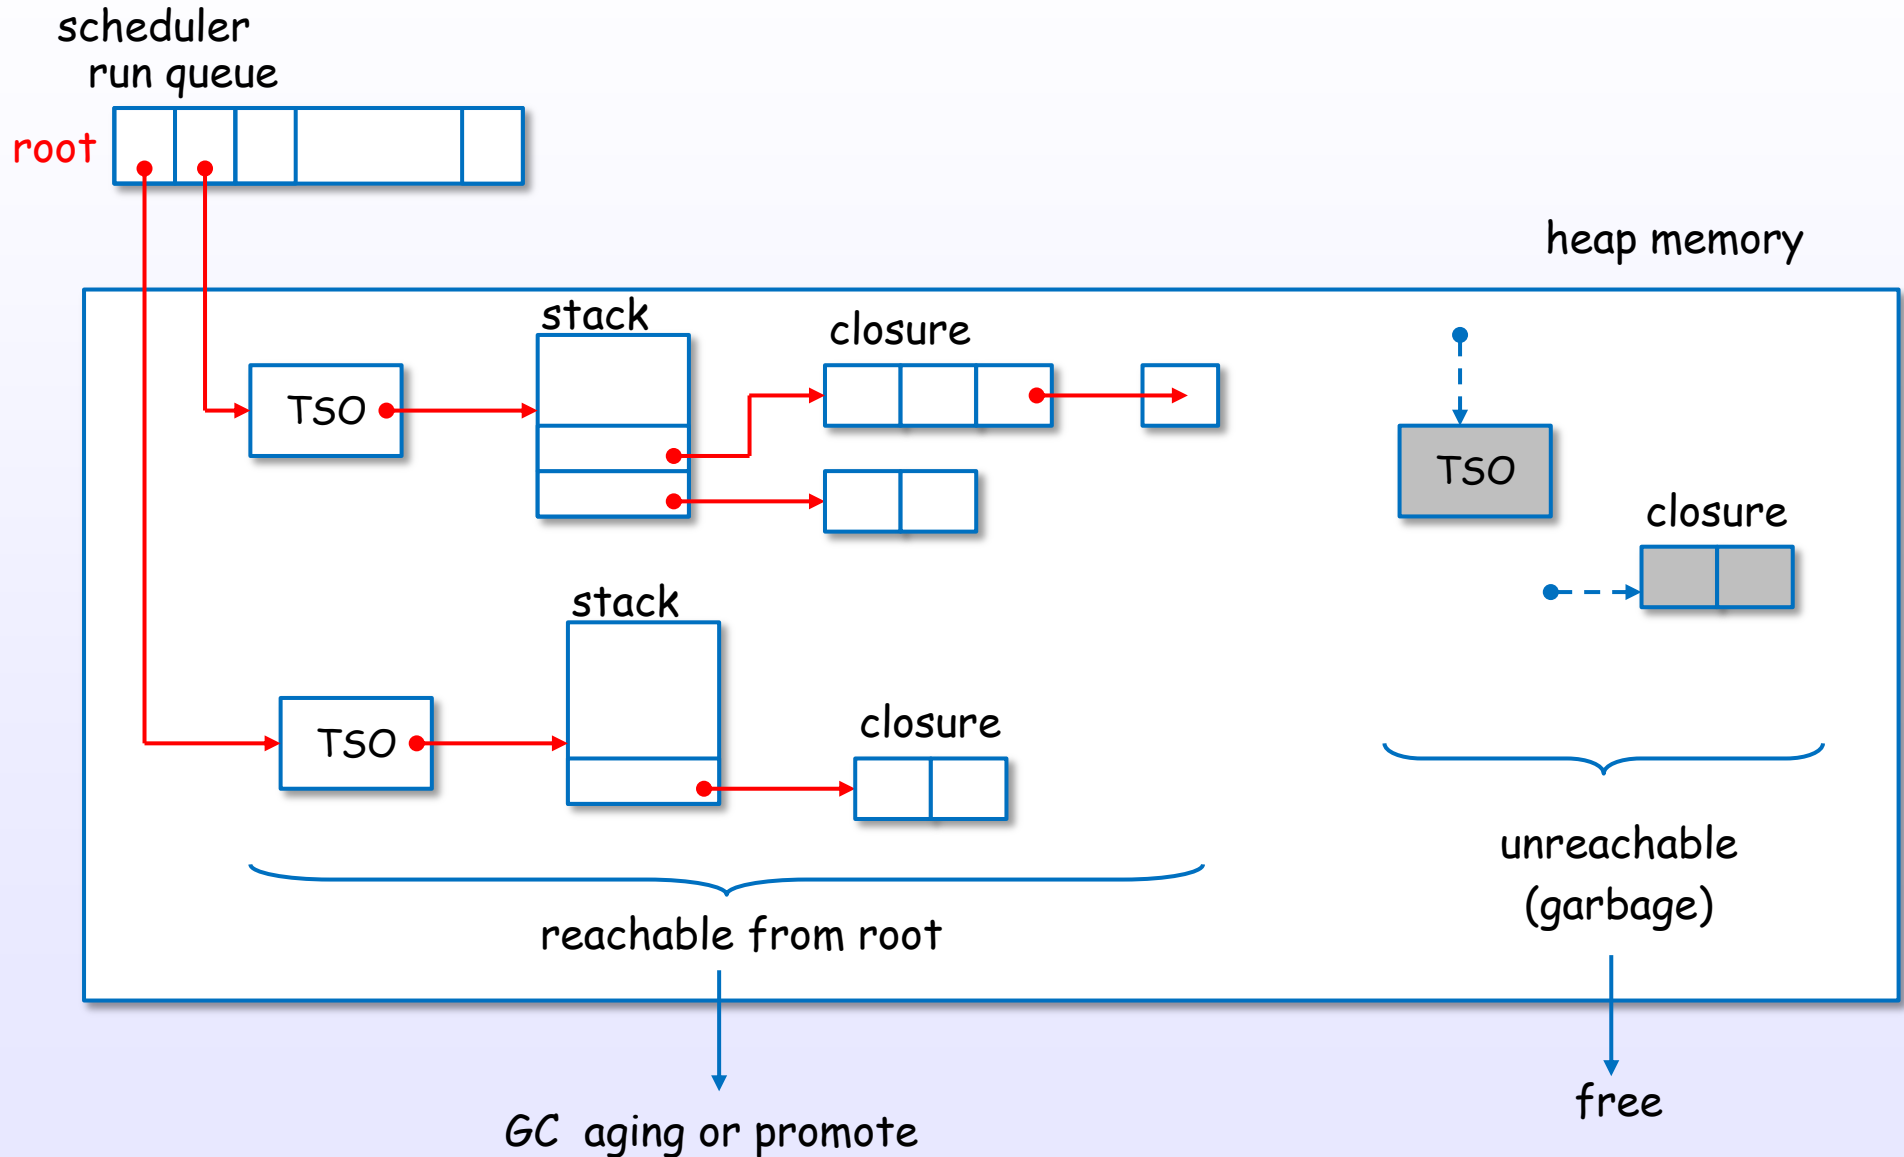 scheduler
run queue
root
heap memory
stack
closure
TSO
TSO
closure
stack
closure
TSO
unreachable
(garbage)
reachable from root
free
GC aging or promote